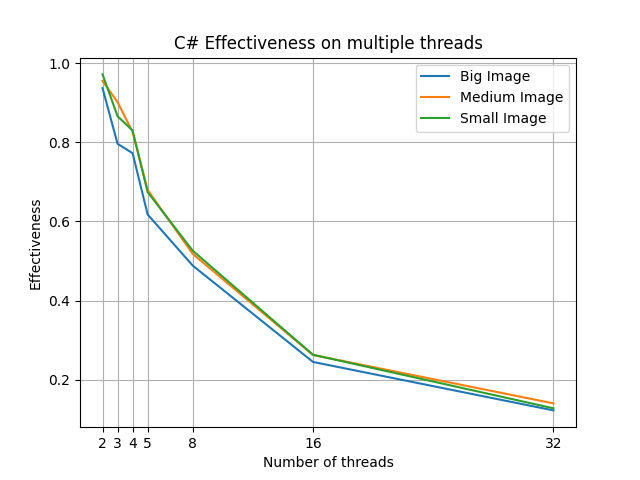 C# Effectiveness on multiple threads
1.0
0.8
0.6
0.4
0.2
Effectiveness
Big Image
Medium Image
Small Image
2 3 4 5 8 16 32
Number of threads